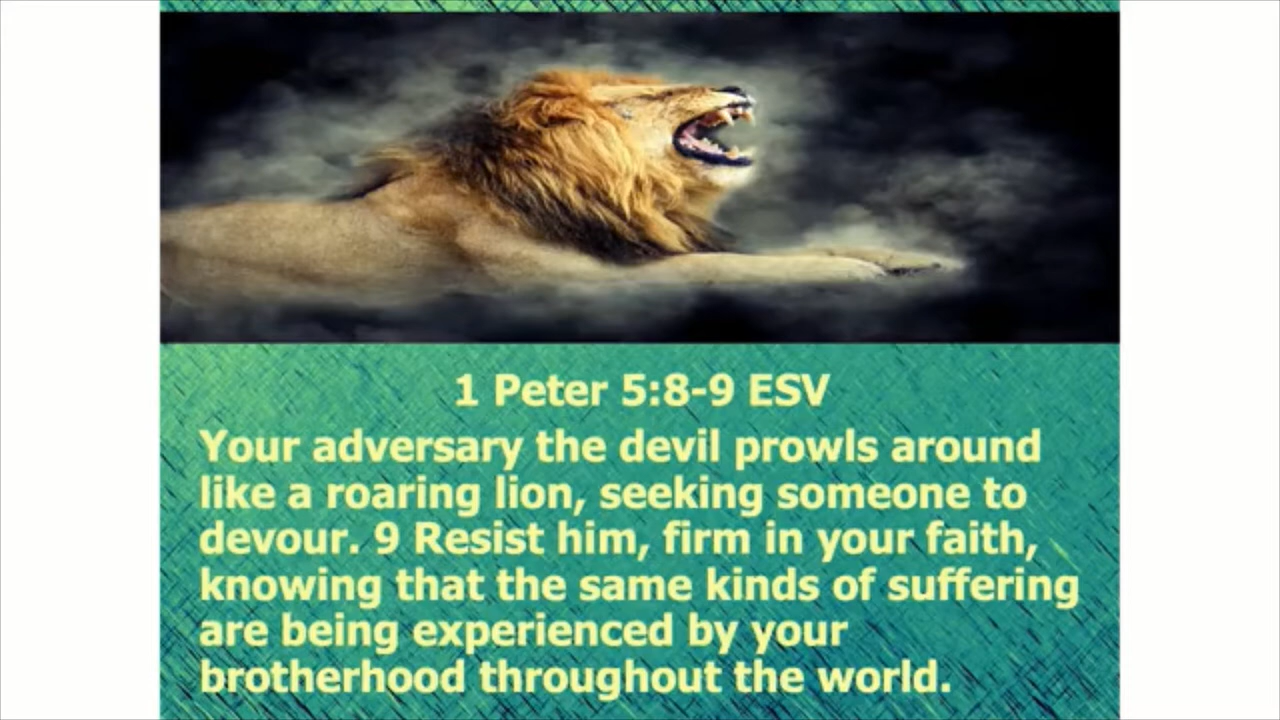 1 Peter 5:8-9 ESV
Your adversary the devil prowls around
like a roaring lion, seeking someone to
devour. 9 Resist him, firm in your faith,
knowing that the same kinds of suffering
are being experienced by your
brotherhood throughout the world.